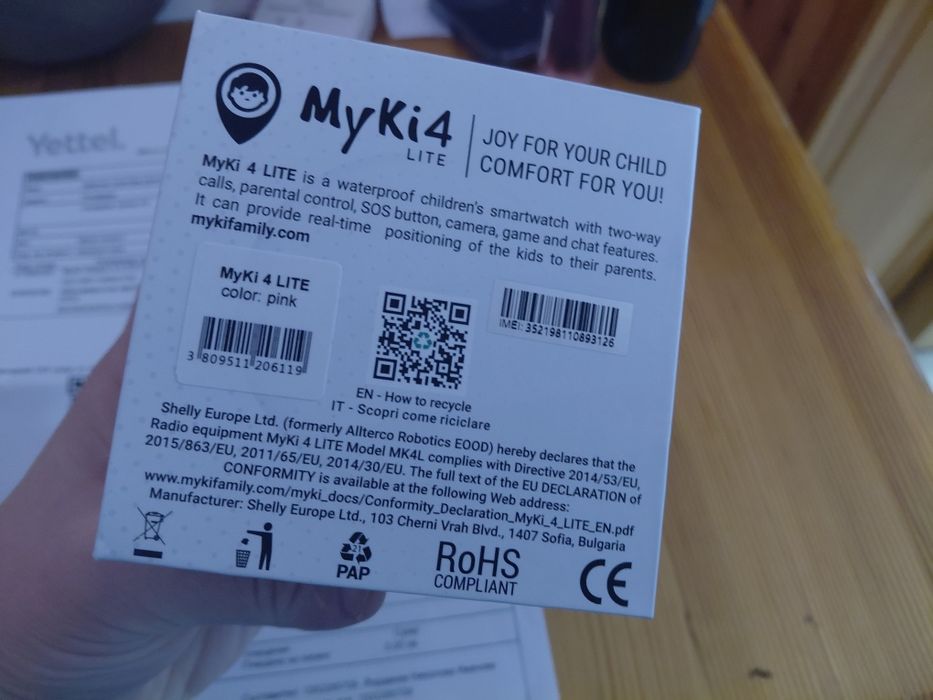 Yettel.
MyKi4
LITE
JOY FOR YOUR CHILD
COMFORT FOR YOU!
MyKi 4 LITE is a waterproof children's smartwatch with two-way
calls, parental control, SOS button, camera, game and chat features.
It can provide real-time positioning of the kids to their parents.
mykifamily.com
MyKi 4 LITE
color: pink
3 809511 206119
IMEI: 352198110893126
EN - How to recycle
IT - Scopri come riciclare
Shelly Europe Ltd. (formerly Allterco Robotics EOOD) hereby declares that the
Radio equipment MyKi 4 LITE Model MK4L complies with Directive 2014/53/EU,
2015/863/EU, 2011/65/EU, 2014/30/EU. The full text of the EU DECLARATION of
CONFORMITY is available at the following Web address:
www.mykifamily.com/myki_docs/Conformity_Declaration_MyKi_4_LITE_EN.pdf
Manufacturer: Shelly Europe Ltd., 103 Cherni Vrah Blvd., 1407 Sofia, Bulgaria
21
PAP
RoHS
COMPLIANT
CE